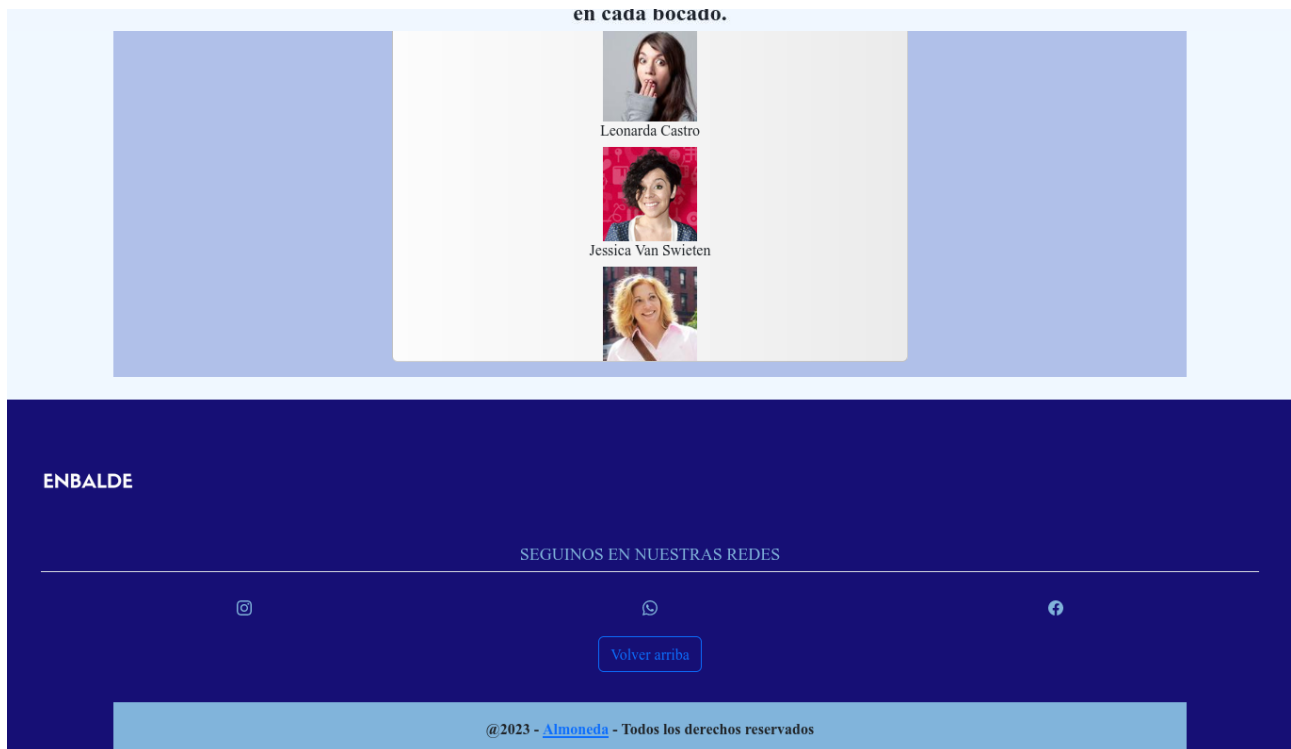 en cada bocado.
Leonarda Castro
Jessica Van Swieten
ENBALDE
SEGUINOS EN NUESTRAS REDES
Volver arriba
@2023 - Almoneda - Todos los derechos reservados